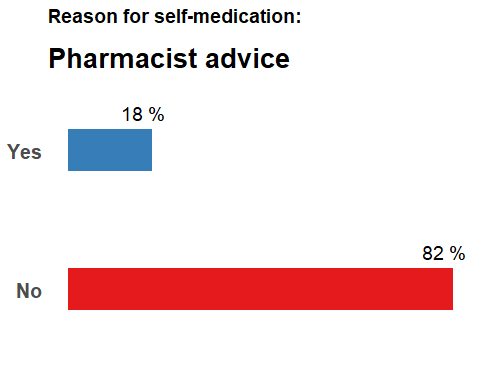 Reason for self-medication:
Pharmacist advice
18 %
Yes
82 %
No